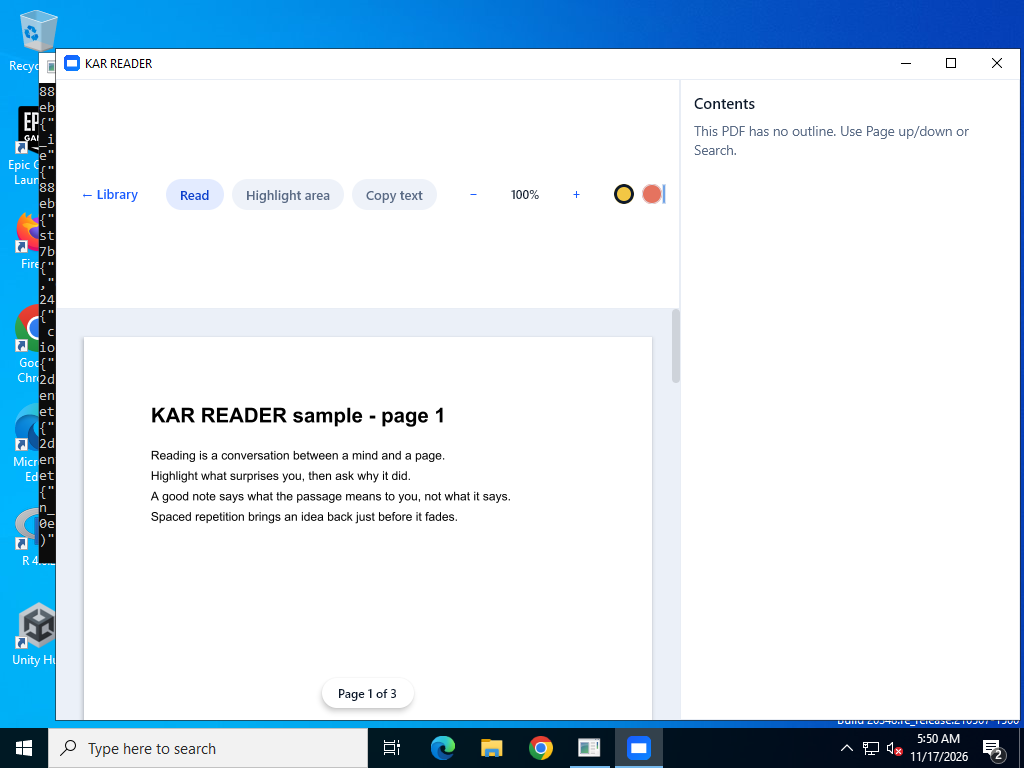 KAR READER
← Library
Read
Highlight area
Copy text
−
100%
+
Contents
This PDF has no outline. Use Page up/down or
Search.
KAR READER sample - page 1
Reading is a conversation between a mind and a page.
Highlight what surprises you, then ask why it did.
A good note says what the passage means to you, not what it says.
Spaced repetition brings an idea back just before it fades.
Page 1 of 3
Type here to search
5:50 AM
11/17/2026
2